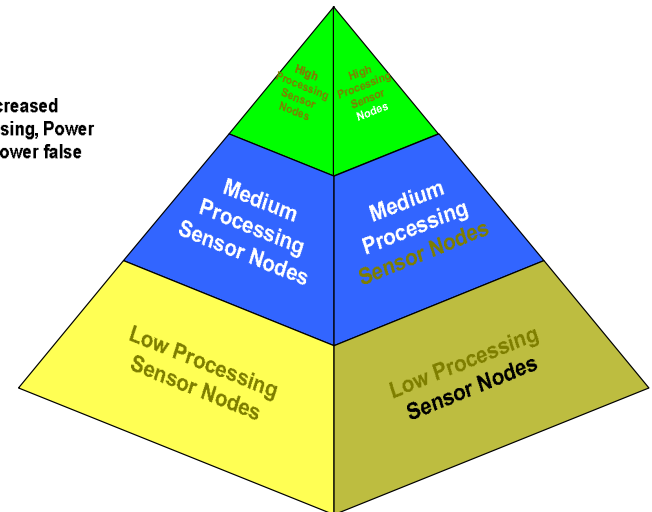 High
Processing
Sensor
Nodes
High
Processing
Sensor
Nodes
creased
sing, Power
ower false
Medium
Processing
Sensor Nodes
Medium
Processing
Sensor Nodes
Low Processing
Sensor Nodes
Low Processing
Sensor Nodes